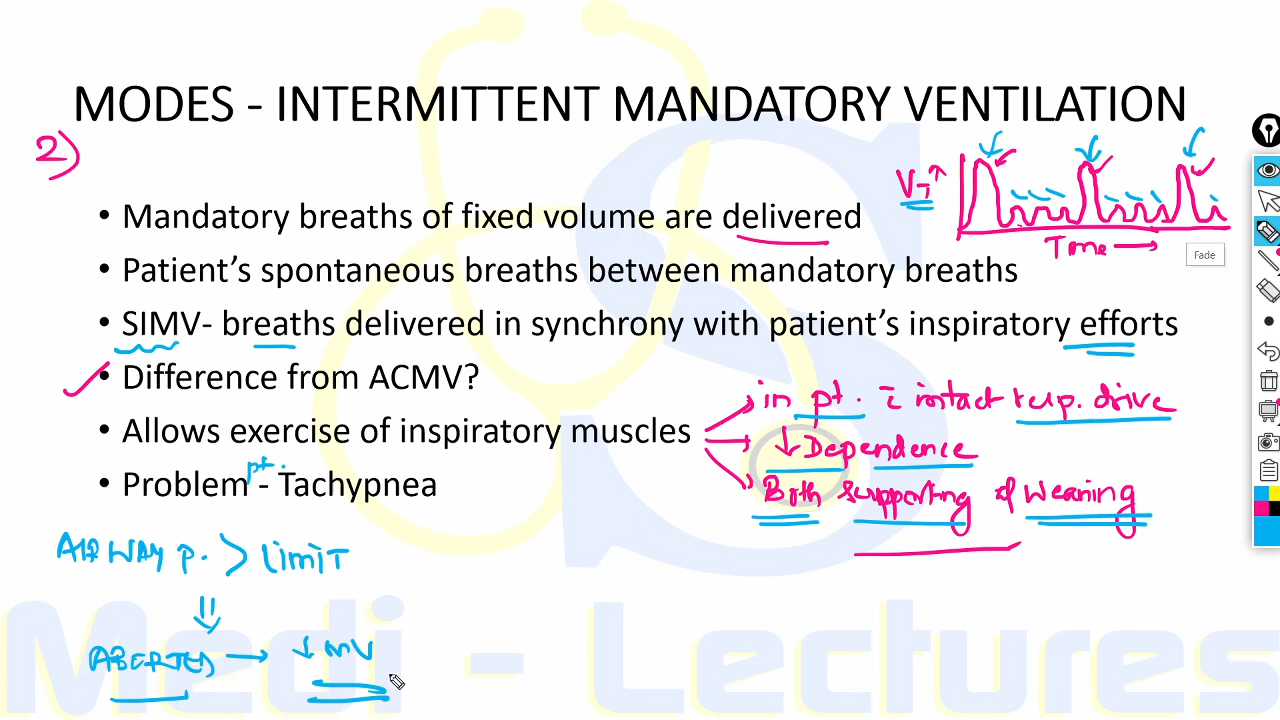 MODES - INTERMITTENT MANDATORY VENTILATION
2)
VT ↑
Time →
Fade
• Mandatory breaths of fixed volume are delivered
• Patient's spontaneous breaths between mandatory breaths
• SIMV- breaths delivered in synchrony with patient's inspiratory efforts
• Difference from ACMV?
in pt. c̄ intact resp. drive
• Allows exercise of inspiratory muscles
↓ Dependence
pt.
• Problem - Tachypnea
Both supporting & weaning
AIRWAY p. > LIMIT
⇓
ABORTED → ↓ MV
Medi - Lectures